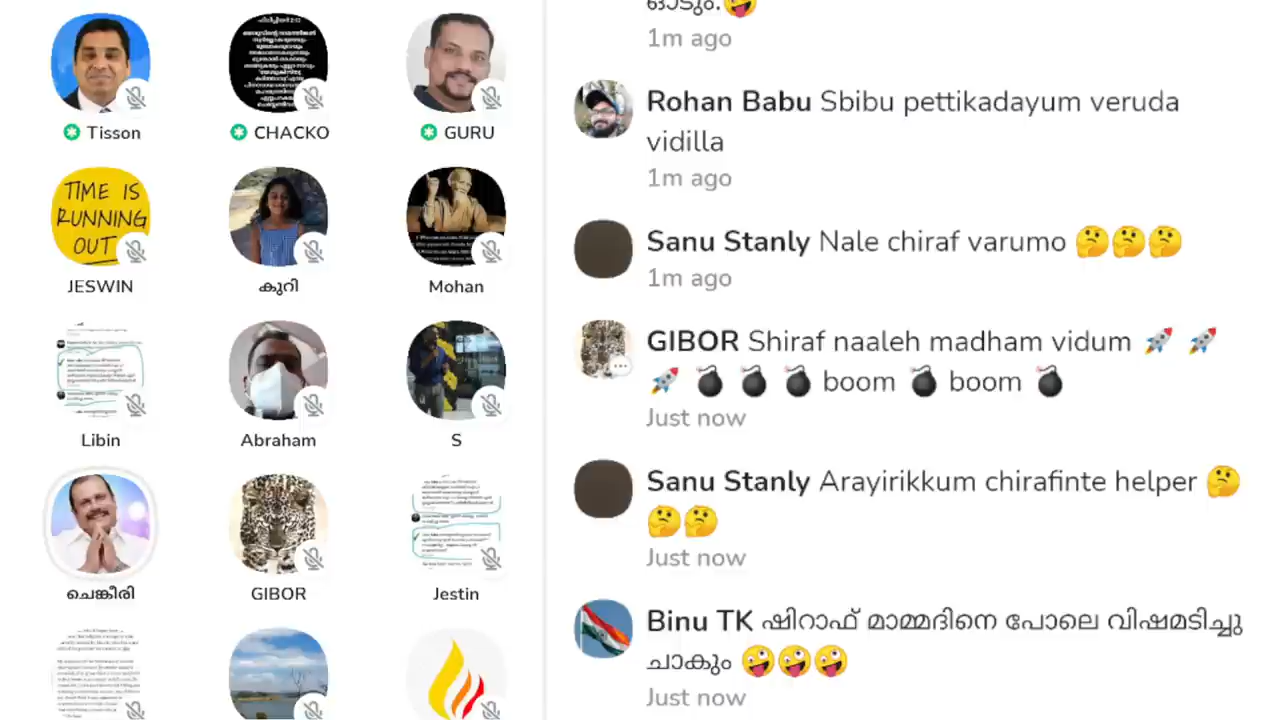 ഓടും.🤪
1m ago
Tisson
CHACKO
GURU
Rohan Babu Sbibu pettikadayum veruda
vidilla
1m ago
TIME IS
RUNNING
OUT
JESWIN
കുറി
Mohan
Sanu Stanly Nale chiraf varumo 🤔🤔🤔
1m ago
Libin
Abraham
S
GIBOR Shiraf naaleh madham vidum 🚀 🚀
🚀 💣 💣 💣 boom 💣 boom 💣
Just now
ചെങ്കീരി
GIBOR
Jestin
Sanu Stanly Arayirikkum chirafinte helper 🤔
🤔🤔
Just now
Binu TK ഷിറാഫ് മാമ്മദിനെ പോലെ വിഷമടിച്ചു
ചാകും 🤪🤪🤪
Just now